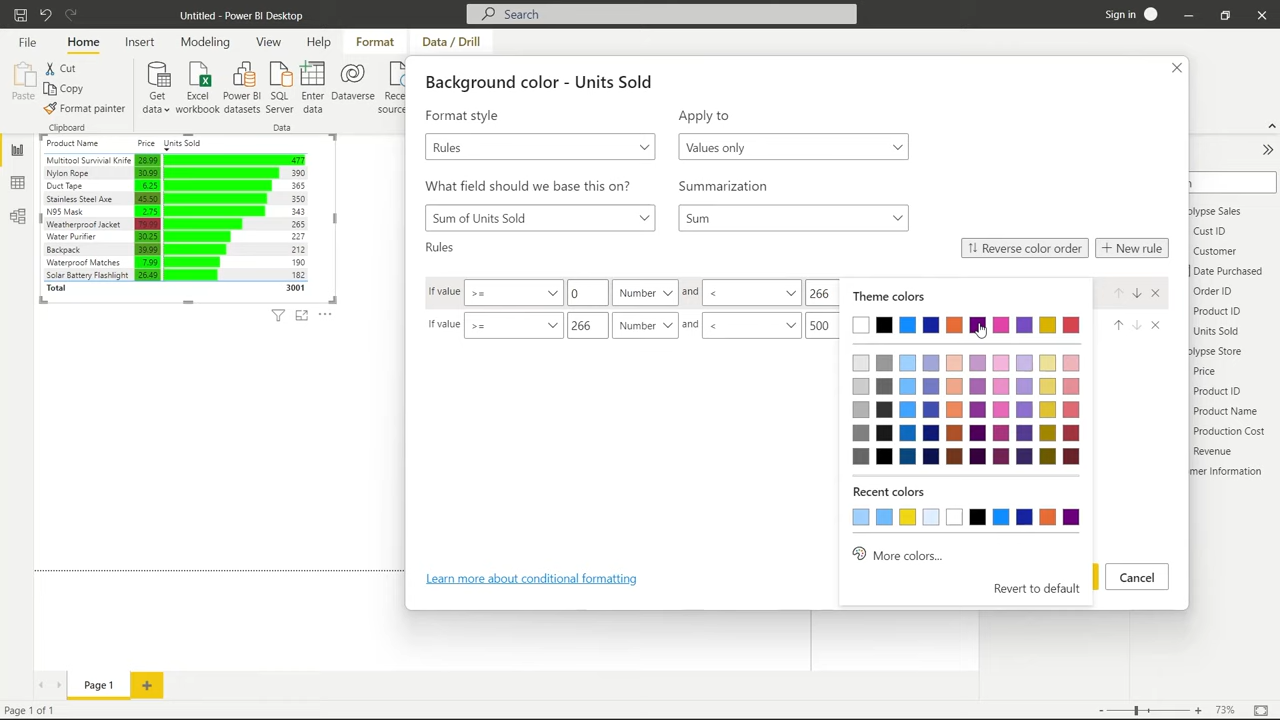 Untitled - Power BI Desktop
Search
Sign in
File Home Insert Modeling View Help Format Data / Drill
Paste
Cut
Copy
Format painter
Clipboard
Get data
Excel workbook
Power BI datasets
SQL Server
Enter data
Dataverse
Data
Product Name Price Units Sold
Multitool Survivial Knife 28.99 477
Nylon Rope 30.99 390
Duct Tape 6.25 365
Stainless Steel Axe 45.50 350
N95 Mask 2.75 343
Weatherproof Jacket 265
Water Purifier 30.25 227
Backpack 39.99 212
Waterproof Matches 7.99 190
Solar Battery Flashlight 26.49 182
Total 3001
Background color - Units Sold
Format style Apply to
Rules Values only
What field should we base this on? Summarization
Sum of Units Sold Sum
Rules
Reverse color order
New rule
If value >= 0 Number and < 266
If value >= 266 Number and < 500
Theme colors
Recent colors
More colors...
Revert to default
Learn more about conditional formatting
Cancel
Cust ID
Customer
Date Purchased
Order ID
Product ID
Units Sold
Price
Product ID
Product Name
Production Cost
Revenue
Page 1
Page 1 of 1
73%